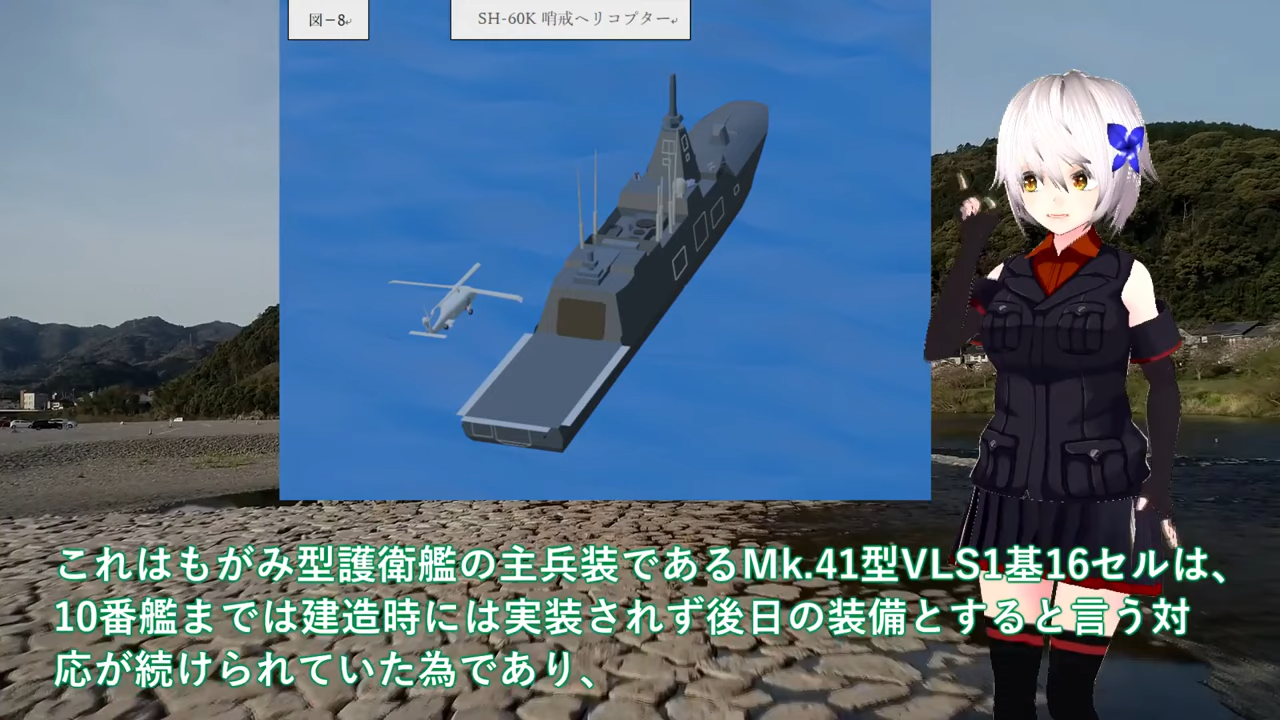 図－8
SH-60K 哨戒ヘリコプター
これはもがみ型護衛艦の主兵装であるMk.41型VLS1基16セルは、
10番艦までは建造時には実装されず後日の装備とすると言う対
応が続けられていた為であり、